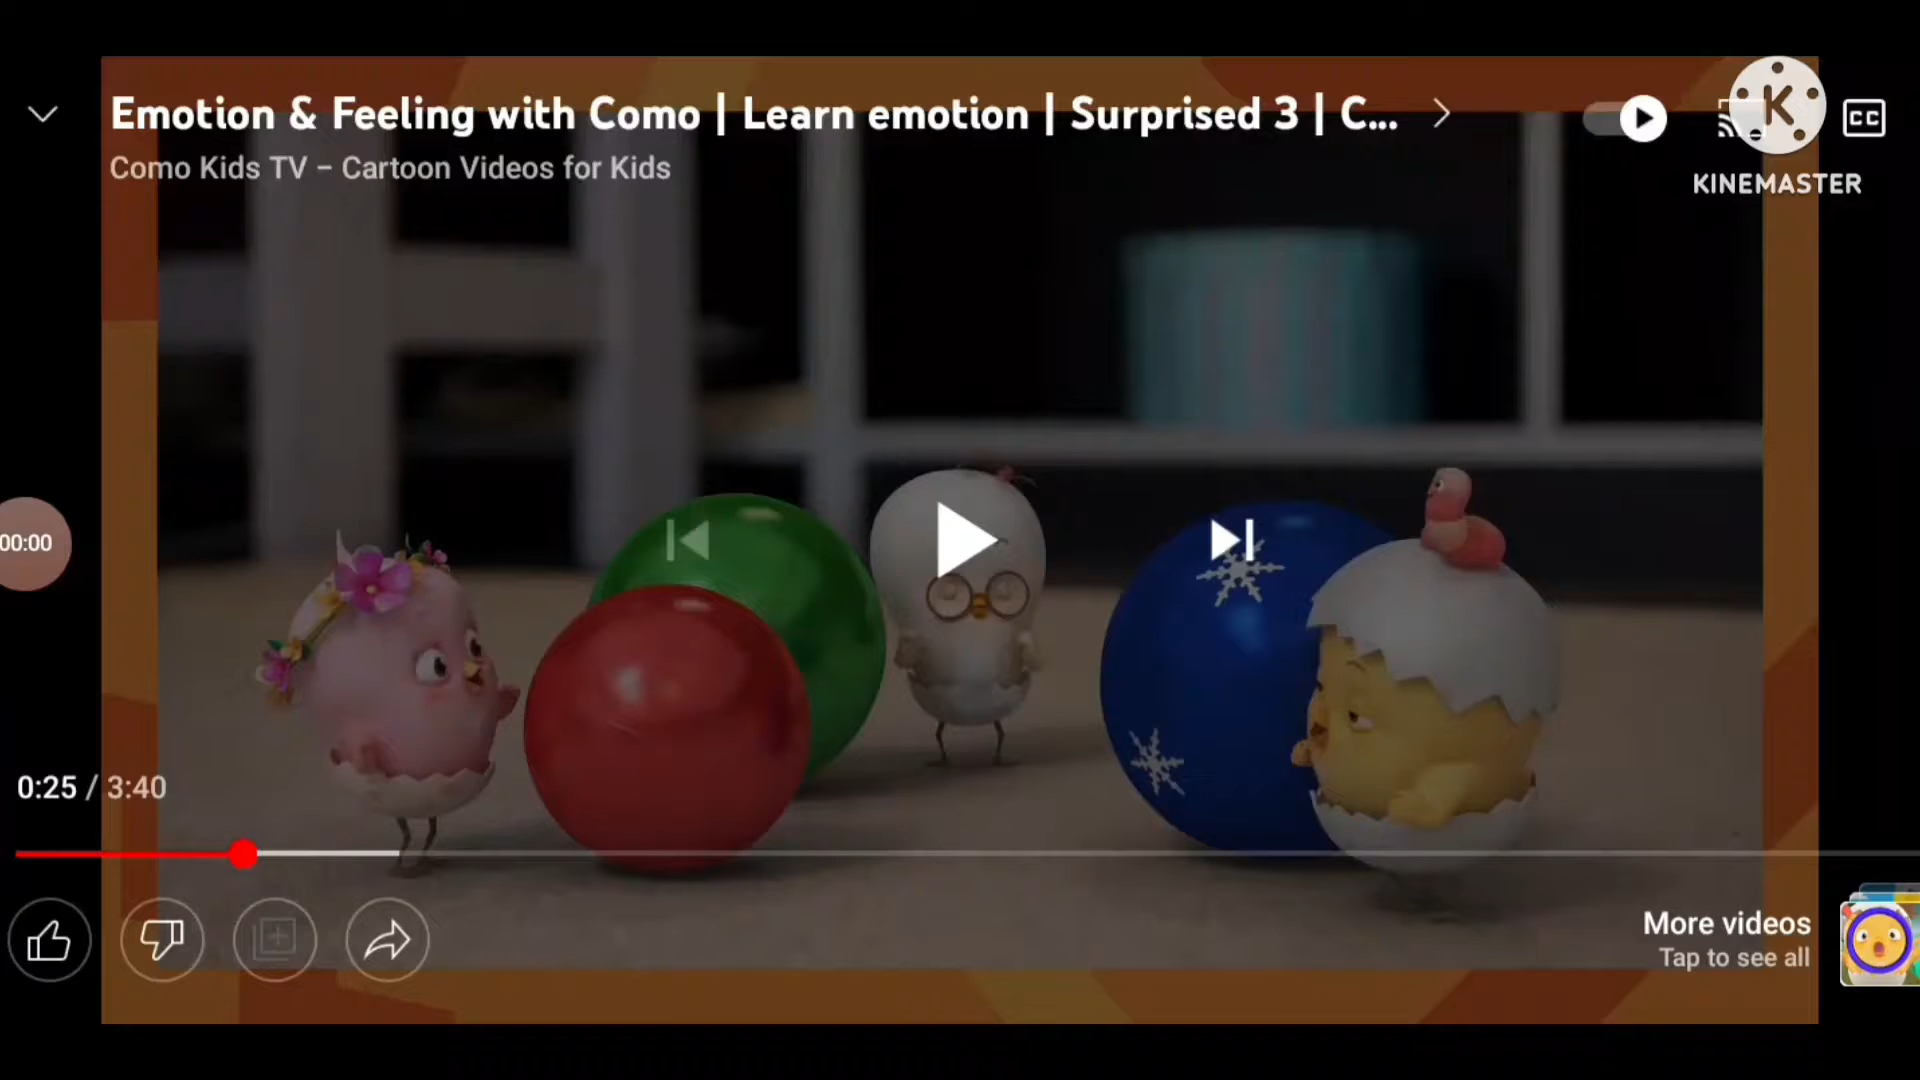 Emotion & Feeling with Como | Learn emotion | Surprised 3 | C...
Como Kids TV – Cartoon Videos for Kids
K
CC
KINEMASTER
00:00
0:25 / 3:40
More videos
Tap to see all